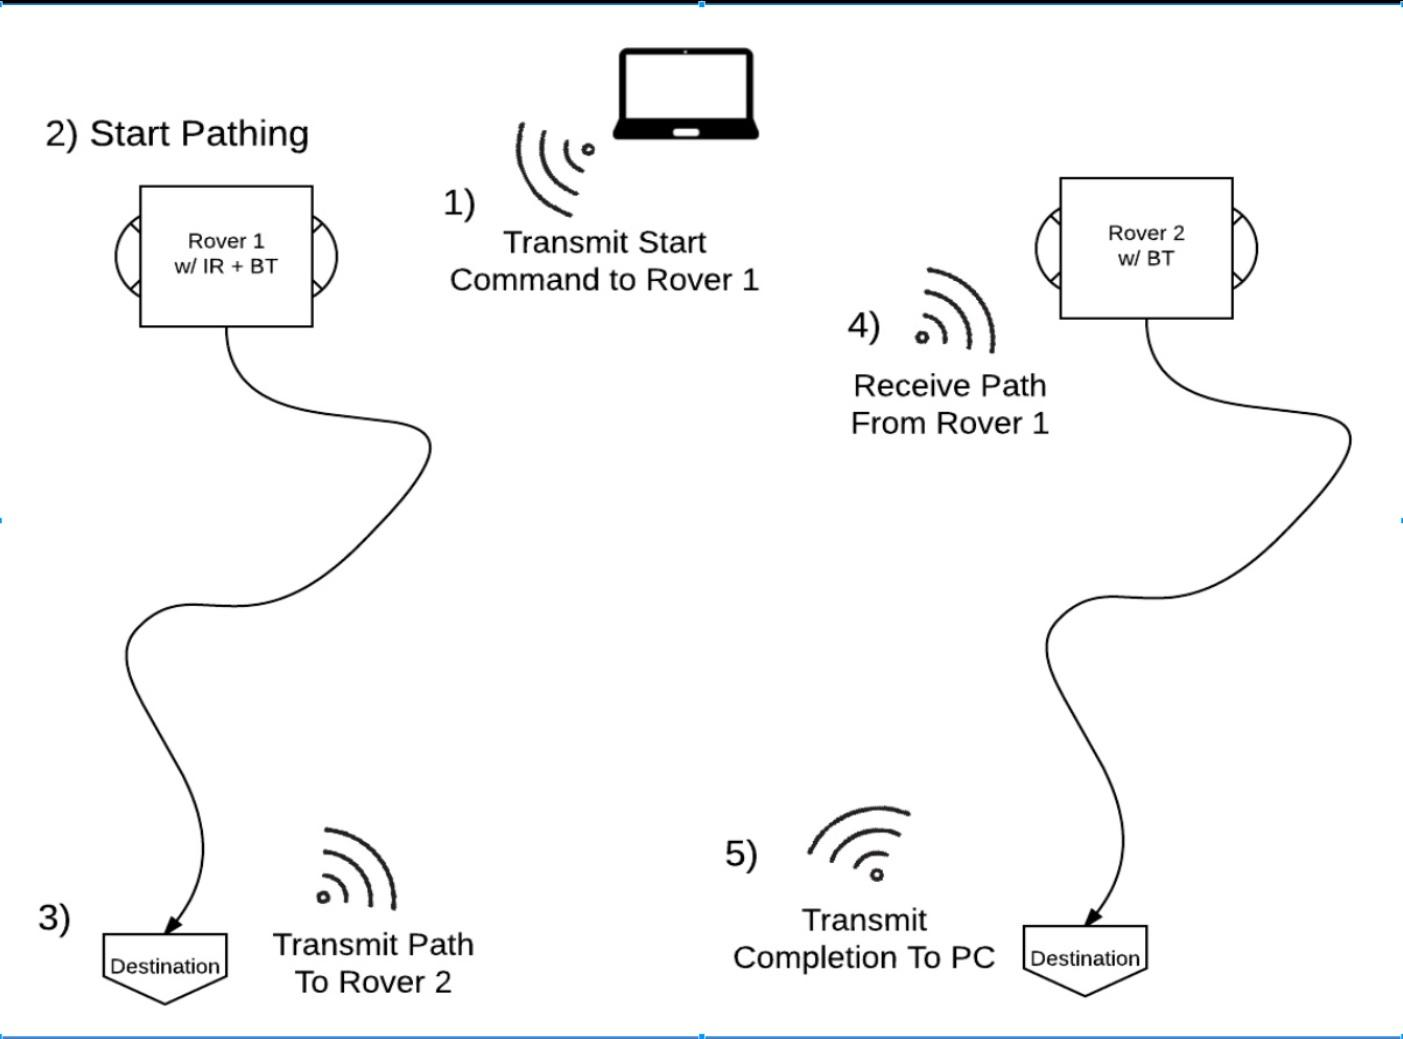 2) Start Pathing
Rover 1
w/ IR + BT
1)
Transmit Start
Command to Rover 1
Rover 2
w/ BT
4)
Receive Path
From Rover 1
3)
Destination
Transmit Path
To Rover 2
5)
Transmit
Completion To PC
Destination